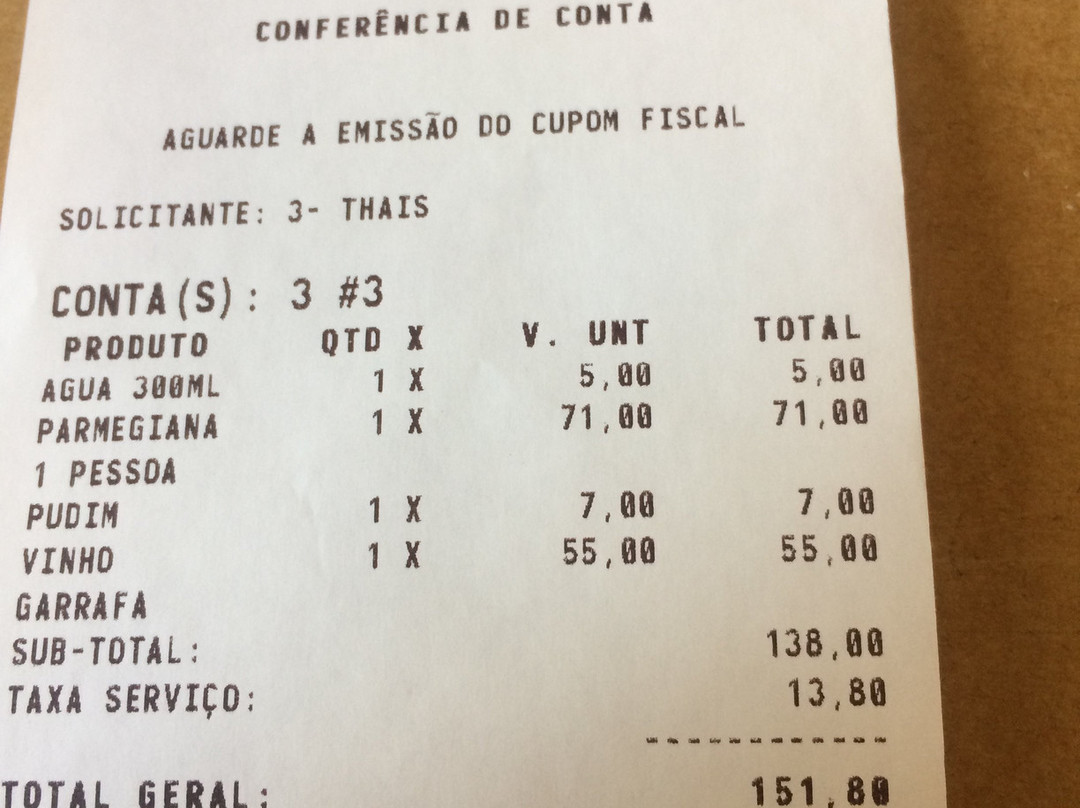 CONFERÊNCIA DE CONTA
AGUARDE A EMISSÃO DO CUPOM FISCAL
SOLICITANTE: 3- THAIS
CONTA(S): 3 #3
PRODUTO QTD X V. UNT TOTAL
AGUA 300ML 1 X 5,00 5,00
PARMEGIANA 1 X 71,00 71,00
1 PESSOA
PUDIM 1 X 7,00 7,00
VINHO 1 X 55,00 55,00
GARRAFA
SUB-TOTAL: 138,00
TAXA SERVIÇO: 13,80
------------
TOTAL GERAL: 151,80